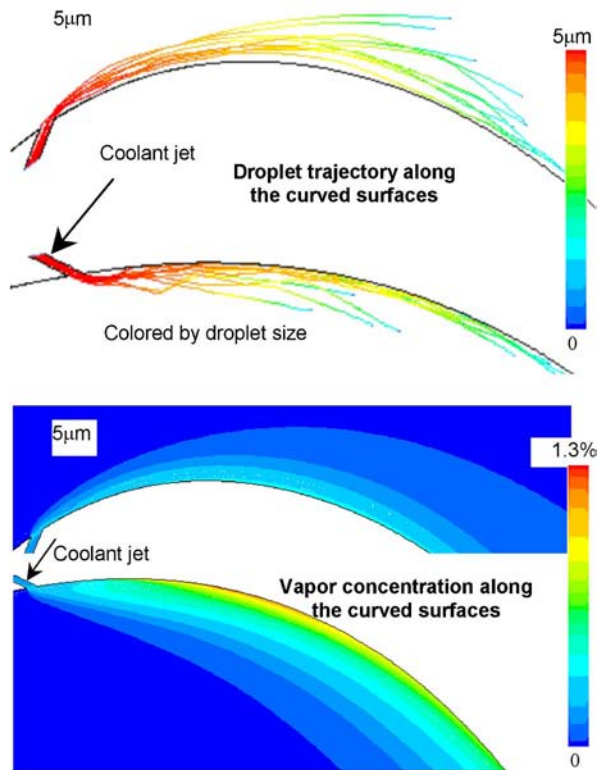 5μm
5μm
Coolant jet
Droplet trajectory along
the curved surfaces
Colored by droplet size
0
5μm
1.3‰
Coolant jet
Vapor concentration along
the curved surfaces
0